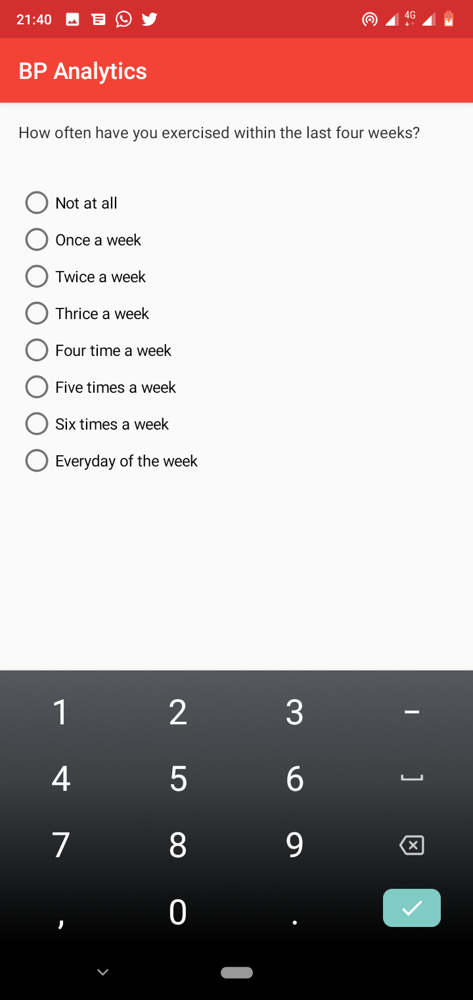 21:40 4G
BP Analytics
How often have you exercised within the last four weeks?
Not at all
Once a week
Twice a week
Thrice a week
Four time a week
Five times a week
Six times a week
Everyday of the week
1 2 3 –
4 5 6
7 8 9
, 0 .